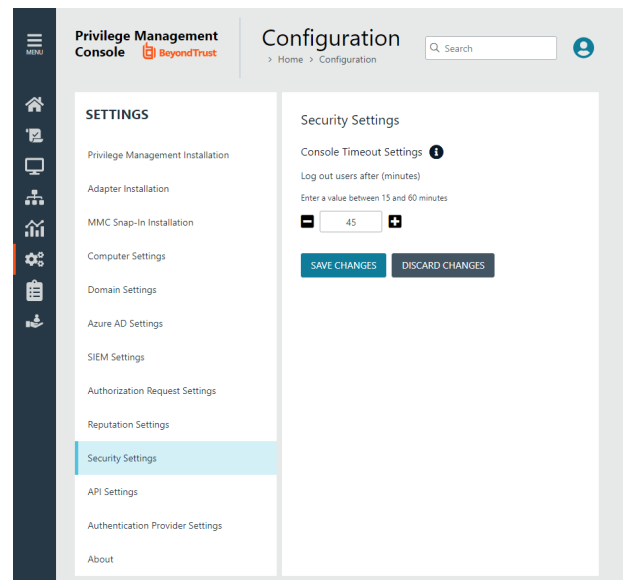 MENU
Privilege Management
Console BeyondTrust
Configuration
> Home > Configuration
Search
SETTINGS
Privilege Management Installation
Adapter Installation
MMC Snap-In Installation
Computer Settings
Domain Settings
Azure AD Settings
SIEM Settings
Authorization Request Settings
Reputation Settings
Security Settings
API Settings
Authentication Provider Settings
About
Security Settings
Console Timeout Settings
Log out users after (minutes)
Enter a value between 15 and 60 minutes
45
SAVE CHANGES DISCARD CHANGES